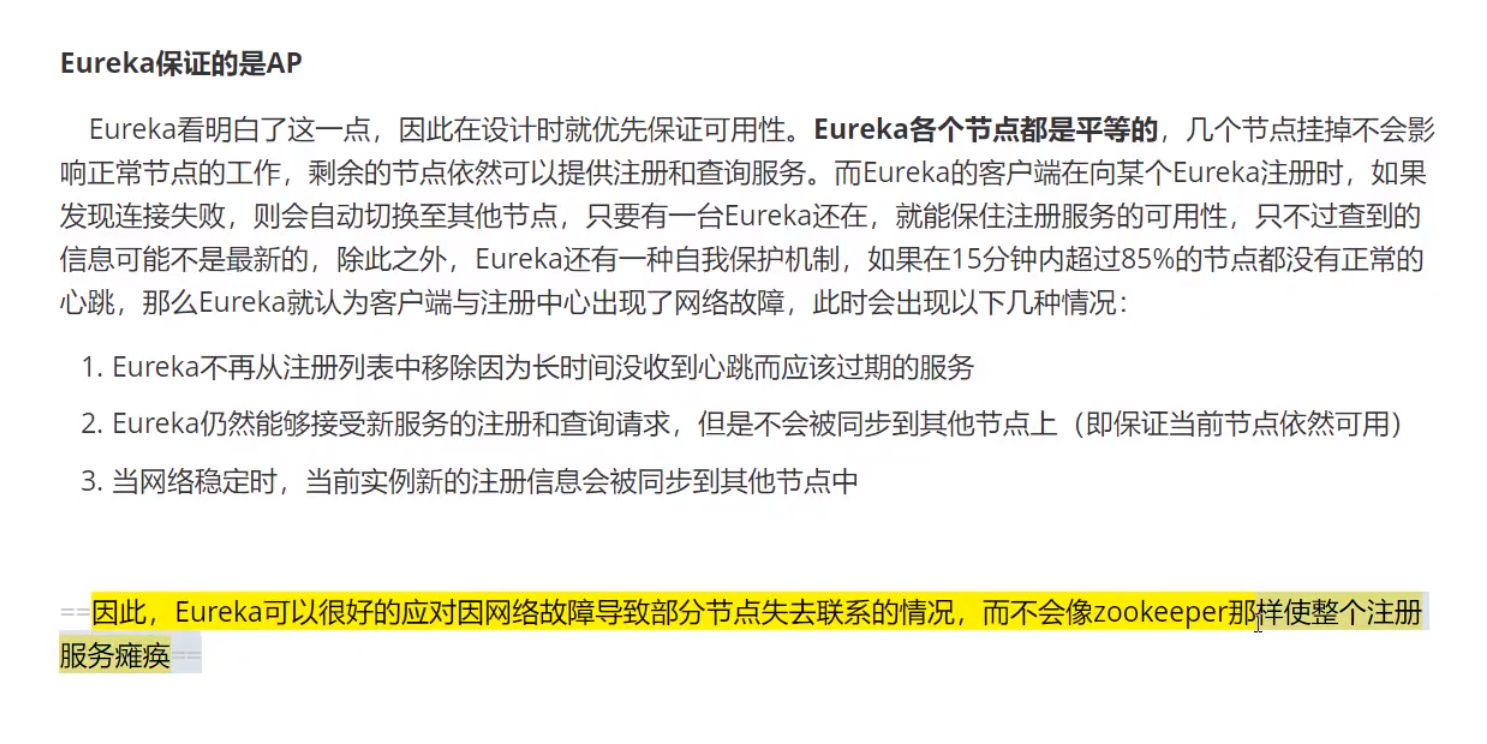 Eureka保证的是AP
Eureka看明白了这一点，因此在设计时就优先保证可用性。Eureka各个节点都是平等的，几个节点挂掉不会影
响正常节点的工作，剩余的节点依然可以提供注册和查询服务。而Eureka的客户端在向某个Eureka注册时，如果
发现连接失败，则会自动切换至其他节点，只要有一台Eureka还在，就能保住注册服务的可用性，只不过查到的
信息可能不是最新的，除此之外，Eureka还有一种自我保护机制，如果在15分钟内超过85%的节点都没有正常的
心跳，那么Eureka就认为客户端与注册中心出现了网络故障，此时会出现以下几种情况：
1. Eureka不再从注册列表中移除因为长时间没收到心跳而应该过期的服务
2. Eureka仍然能够接受新服务的注册和查询请求，但是不会被同步到其他节点上（即保证当前节点依然可用）
3. 当网络稳定时，当前实例新的注册信息会被同步到其他节点中
==因此，Eureka可以很好的应对因网络故障导致部分节点失去联系的情况，而不会像zookeeper那样使整个注册
服务瘫痪==